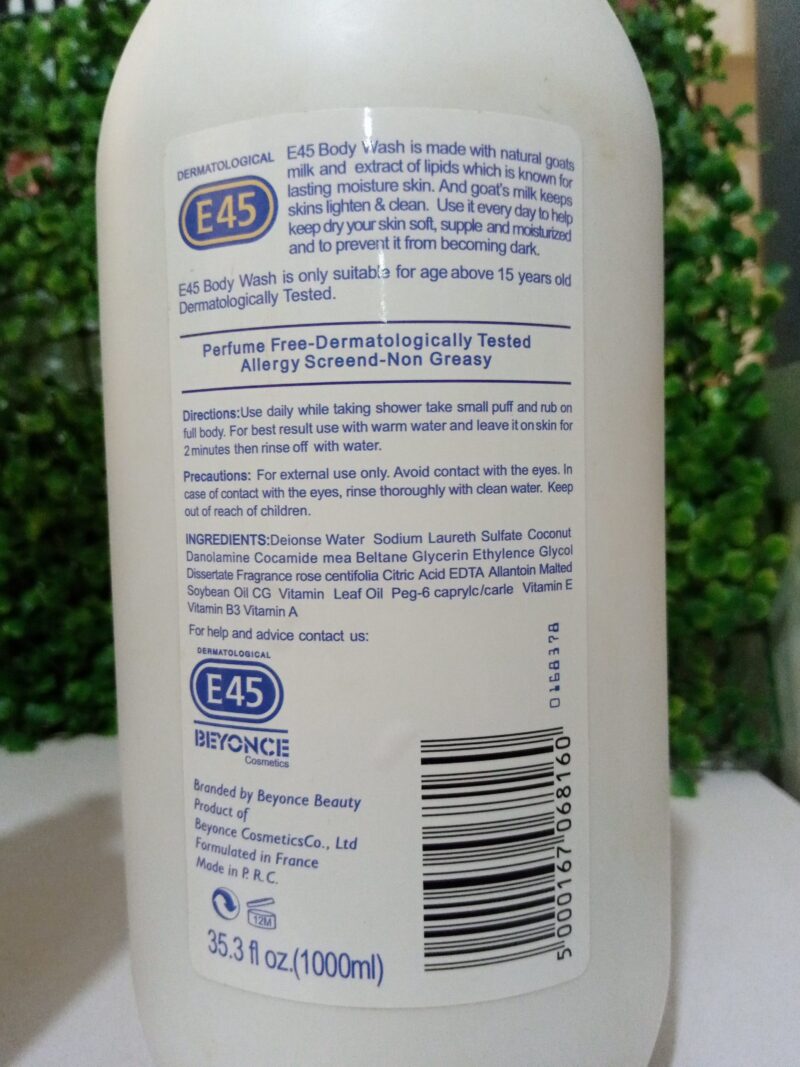 DERMATOLOGICAL
E45
E45 Body Wash is made with natural goats
milk and extract of lipids which is known for
lasting moisture skin. And goat's milk keeps
skins lighten & clean. Use it every day to help
keep dry your skin soft, supple and moisturized
and to prevent it from becoming dark.
E45 Body Wash is only suitable for age above 15 years old
Dermatologically Tested.
Perfume Free-Dermatologically Tested
Allergy Screend-Non Greasy
Directions:Use daily while taking shower take small puff and rub on
full body. For best result use with warm water and leave it on skin for
2 minutes then rinse off with water.
Precautions: For external use only. Avoid contact with the eyes. In
case of contact with the eyes, rinse thoroughly with clean water. Keep
out of reach of children.
INGREDIENTS:Deionse Water Sodium Laureth Sulfate Coconut
Danolamine Cocamide mea Beltane Glycerin Ethylence Glycol
Dissertate Fragrance rose centifolia Citric Acid EDTA Allantoin Malted
Soybean Oil CG Vitamin Leaf Oil Peg-6 caprylc/carle Vitamin E
Vitamin B3 Vitamin A
For help and advice contact us:
DERMATOLOGICAL
E45
BEYONCE
Cosmetics
Branded by Beyonce Beauty
Product of
Beyonce CosmeticsCo., Ltd
Formulated in France
Made in P. R. C.
12M
35.3 fl oz.(1000ml)
0168378
5 000167 068160